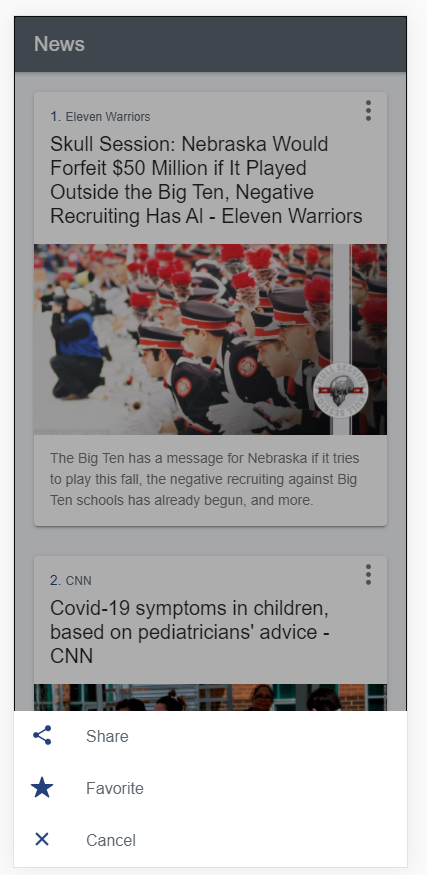 News
1. Eleven Warriors
Skull Session: Nebraska Would
Forfeit $50 Million if It Played
Outside the Big Ten, Negative
Recruiting Has Al - Eleven Warriors
SKULL SESSION
The Big Ten has a message for Nebraska if it tries
to play this fall, the negative recruiting against Big
Ten schools has already begun, and more.
2. CNN
Covid-19 symptoms in children,
based on pediatricians' advice -
CNN
Share
Favorite
Cancel